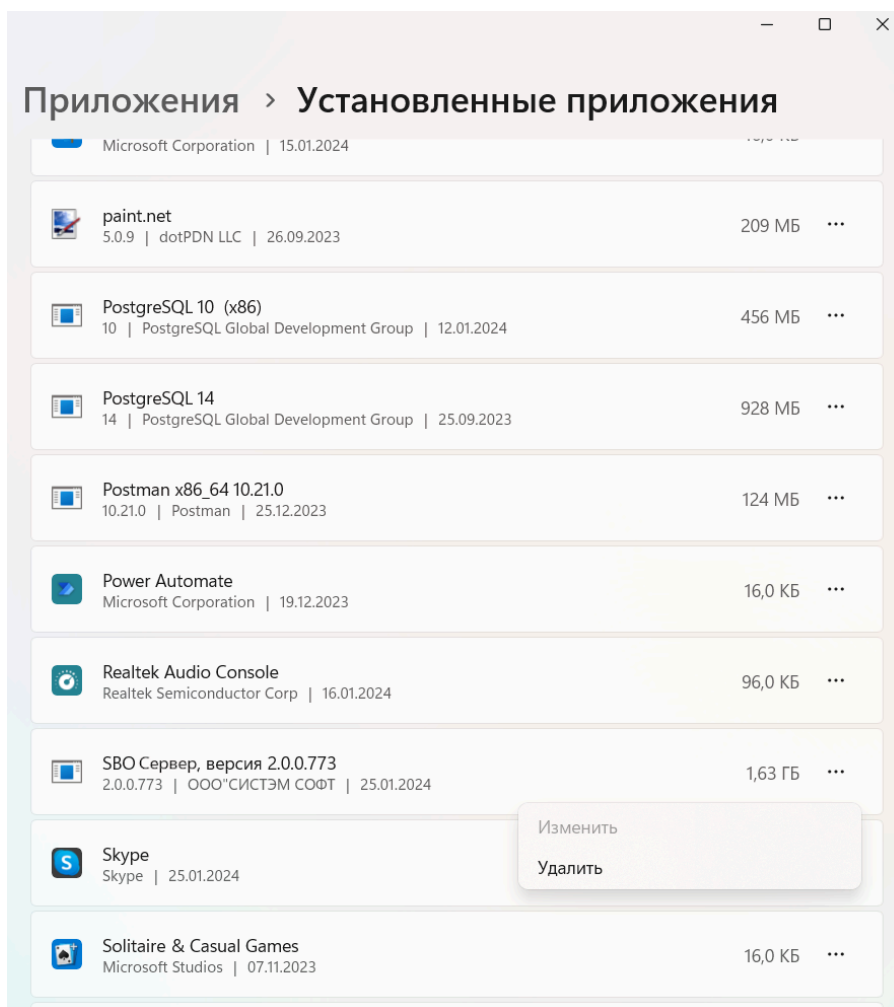 Приложения > Установленные приложения
Microsoft Corporation | 15.01.2024
paint.net
5.0.9 | dotPDN LLC | 26.09.2023
209 МБ
PostgreSQL 10 (x86)
10 | PostgreSQL Global Development Group | 12.01.2024
456 МБ
PostgreSQL 14
14 | PostgreSQL Global Development Group | 25.09.2023
928 МБ
Postman x86_64 10.21.0
10.21.0 | Postman | 25.12.2023
124 МБ
Power Automate
Microsoft Corporation | 19.12.2023
16,0 КБ
Realtek Audio Console
Realtek Semiconductor Corp | 16.01.2024
96,0 КБ
SBO Сервер, версия 2.0.0.773
2.0.0.773 | ООО"СИСТЭМ СОФТ | 25.01.2024
1,63 ГБ
Изменить
Удалить
Skype
Skype | 25.01.2024
Solitaire & Casual Games
Microsoft Studios | 07.11.2023
16,0 КБ